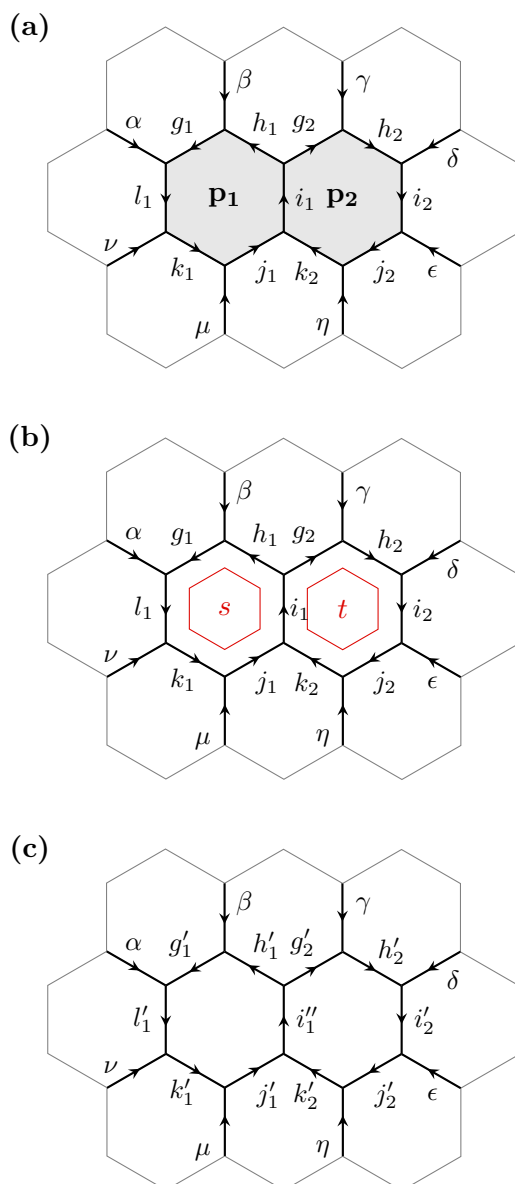 (a)
β γ
α g₁ h₁ g₂ h₂ δ
l₁ p₁ i₁ p₂ i₂
ν k₁ j₁ k₂ j₂ ϵ
μ η
(b)
β γ
α g₁ h₁ g₂ h₂ δ
l₁ s i₁ t i₂
ν k₁ j₁ k₂ j₂ ϵ
μ η
(c)
β γ
α g′₁ h′₁ g′₂ h′₂ δ
l′₁ i″₁ i′₂
ν k′₁ j′₁ k′₂ j′₂ ϵ
μ η